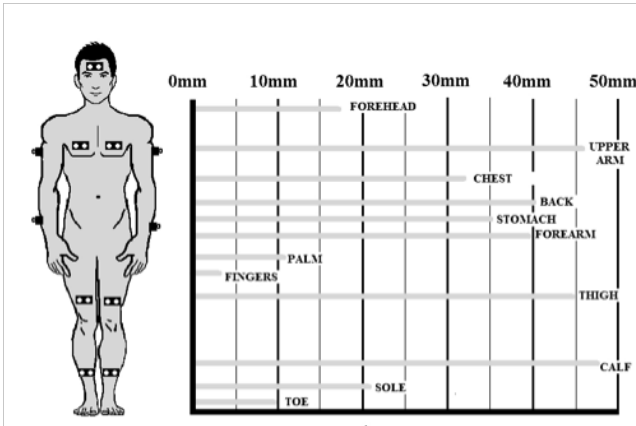 0mm 10mm 20mm 30mm 40mm 50mm
FOREHEAD
UPPER
ARM
CHEST
BACK
STOMACH
FOREARM
PALM
FINGERS
THIGH
CALF
SOLE
TOE